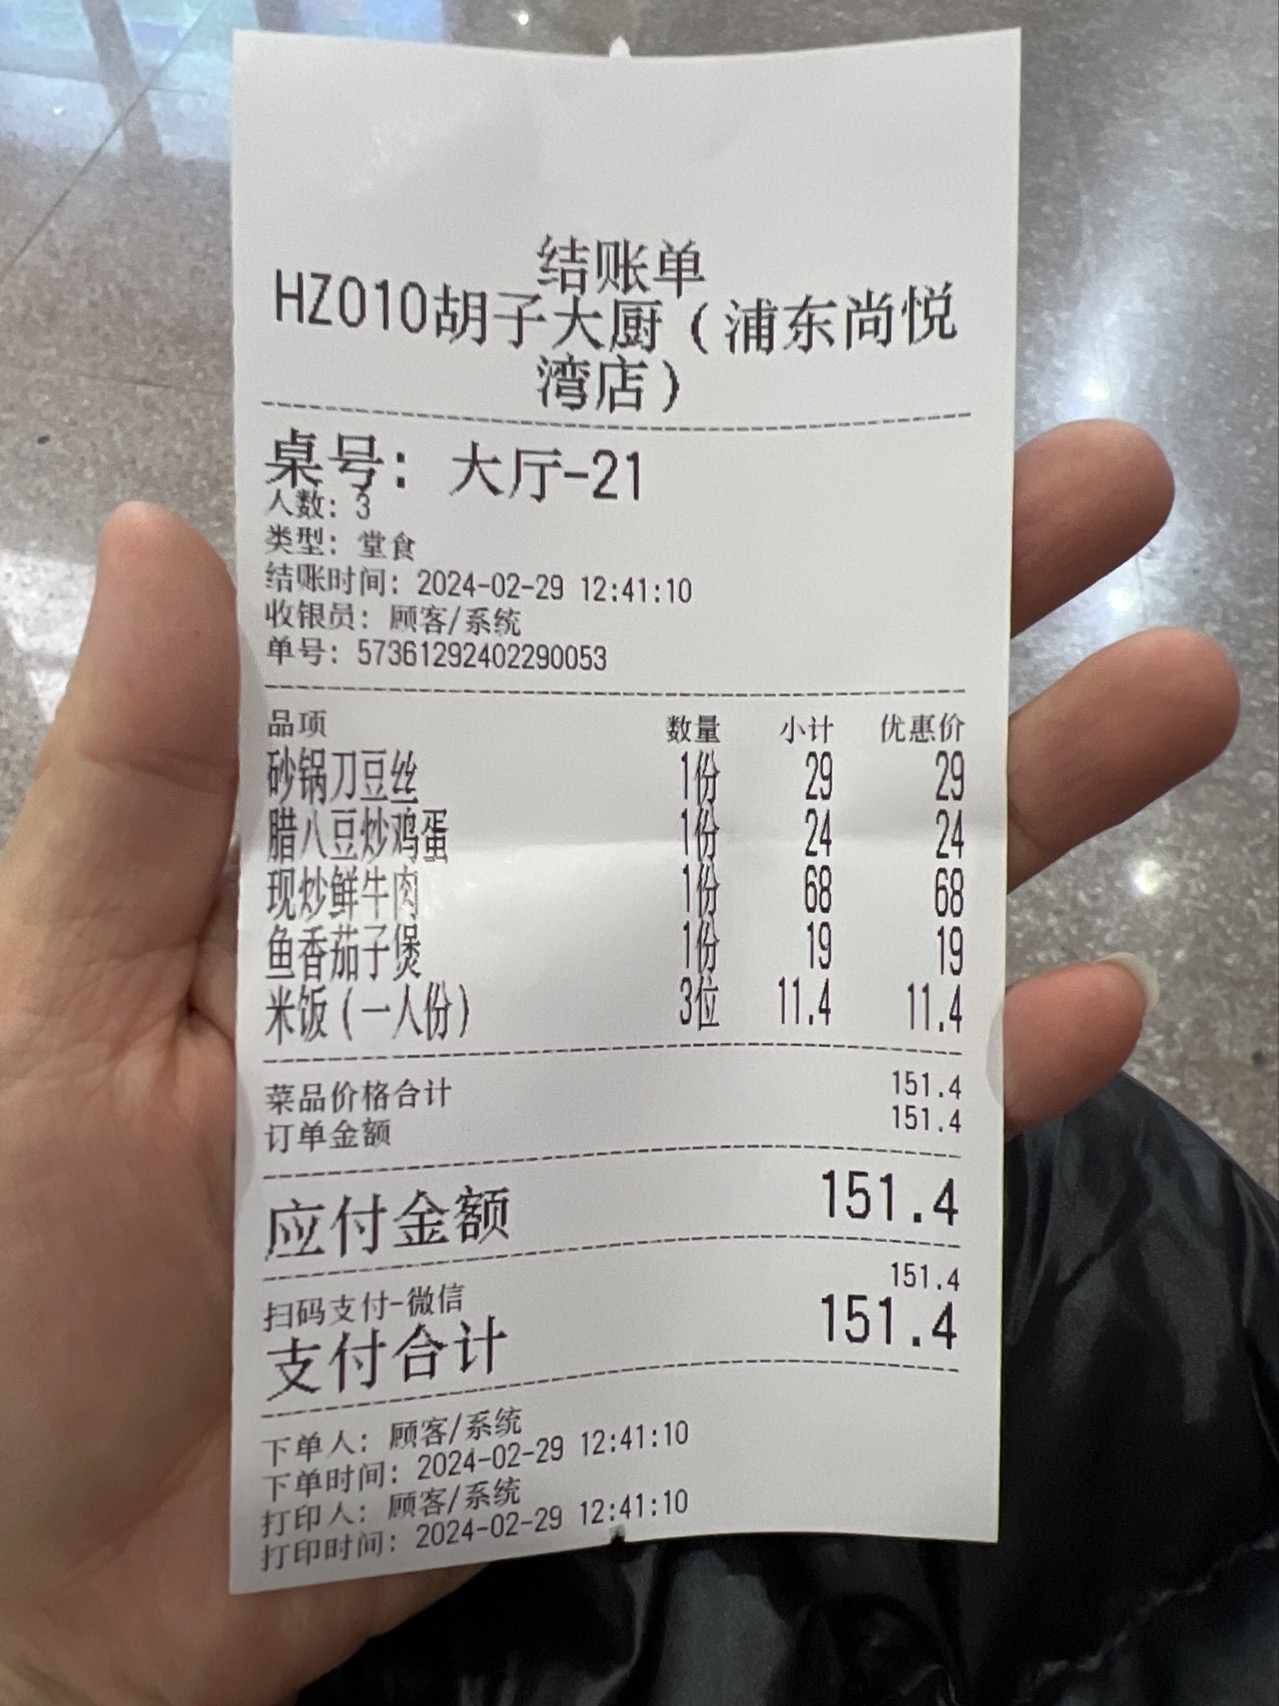 结账单
HZ010胡子大厨（浦东尚悦
湾店）
桌号：大厅-21
人数：3
类型：堂食
结账时间：2024-02-29 12:41:10
收银员：顾客/系统
单号：57361292402290053
品项 数量 小计 优惠价
砂锅刀豆丝 1份 29 29
腊八豆炒鸡蛋 1份 24 24
现炒鲜牛肉 1份 68 68
鱼香茄子煲 1份 19 19
米饭（一人份） 3位 11.4 11.4
菜品价格合计 151.4
订单金额 151.4
应付金额 151.4
扫码支付-微信 151.4
支付合计 151.4
下单人：顾客/系统
下单时间：2024-02-29 12:41:10
打印人：顾客/系统
打印时间：2024-02-29 12:41:10